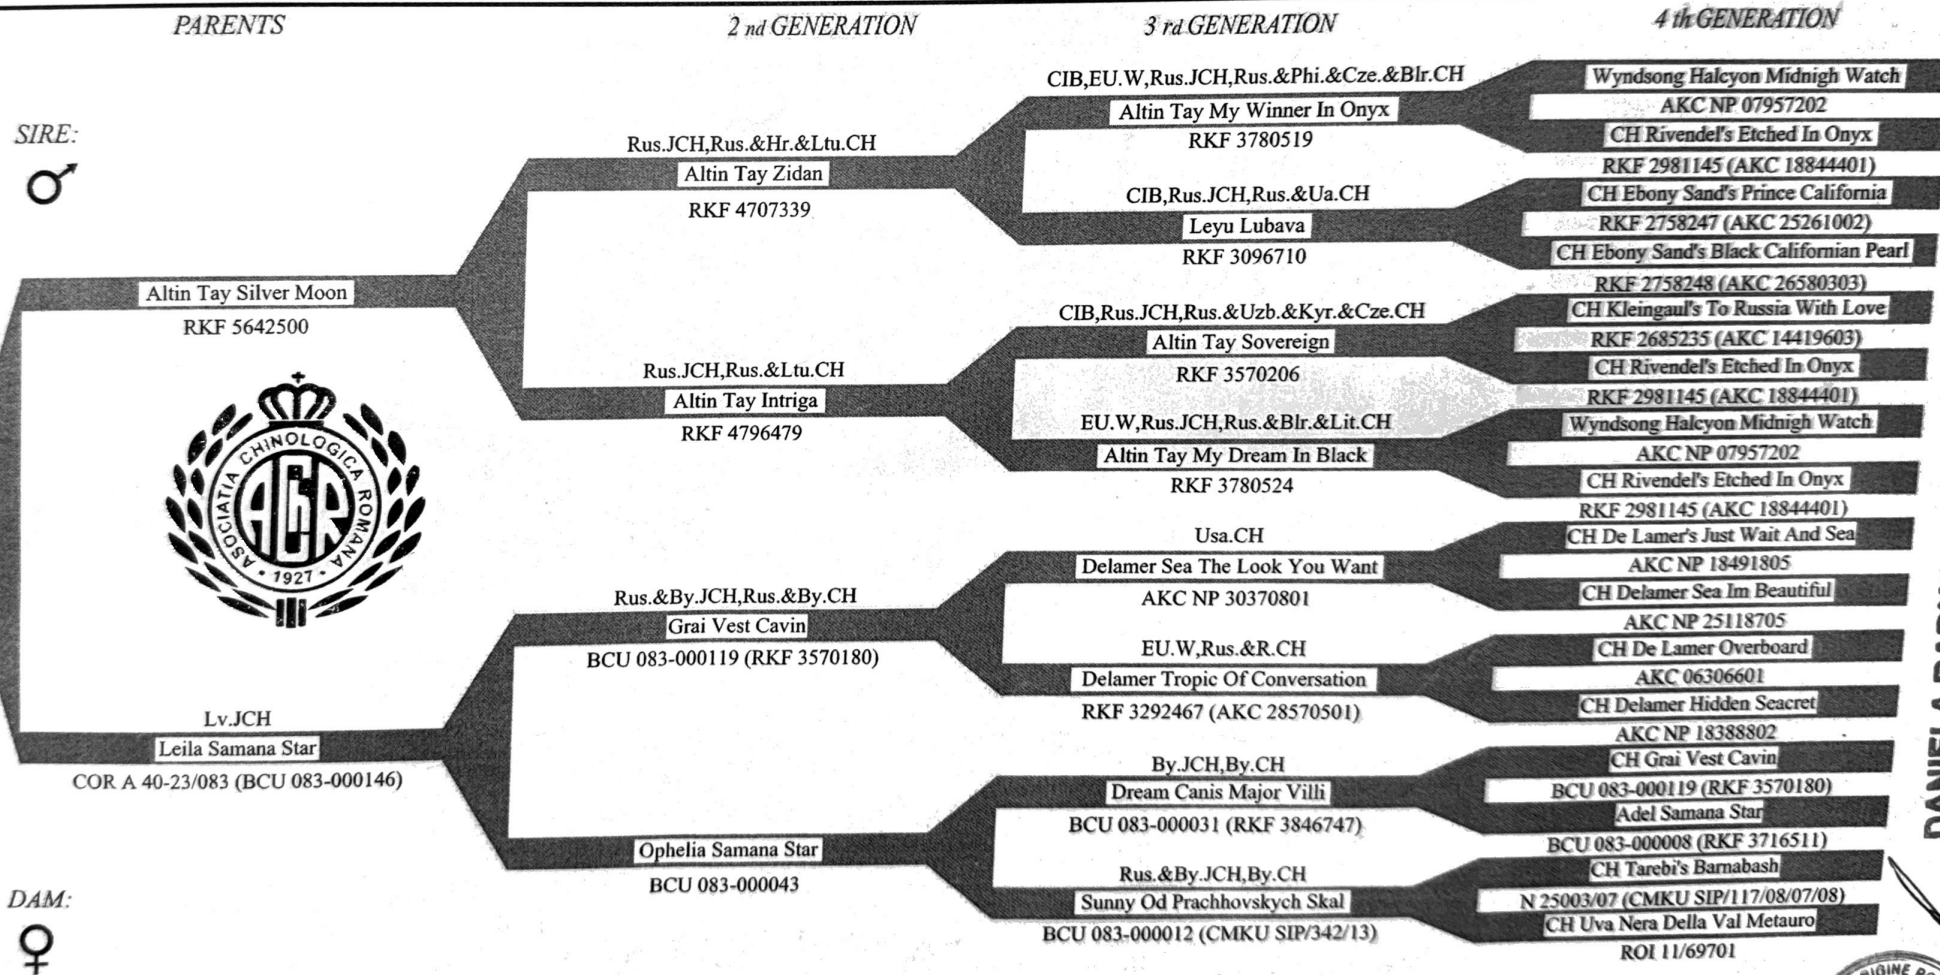 PARENTS
2 nd GENERATION
3 rd GENERATION
4 th GENERATION
SIRE:
Altin Tay Silver Moon
RKF 5642500
ASOCIATIA CHINOLOGICA ROMANA
AChR
1927
Lv.JCH
Leila Samana Star
COR A 40-23/083 (BCU 083-000146)
DAM:
Rus.JCH,Rus.&Hr.&Ltu.CH
Altin Tay Zidan
RKF 4707339
Rus.JCH,Rus.&Ltu.CH
Altin Tay Intriga
RKF 4796479
Rus.&By.JCH,Rus.&By.CH
Grai Vest Cavin
BCU 083-000119 (RKF 3570180)
Ophelia Samana Star
BCU 083-000043
CIB,EU.W,Rus.JCH,Rus.&Phi.&Cze.&Blr.CH
Altin Tay My Winner In Onyx
RKF 3780519
CIB,Rus.JCH,Rus.&Ua.CH
Leyu Lubava
RKF 3096710
CIB,Rus.JCH,Rus.&Uzb.&Kyr.&Cze.CH
Altin Tay Sovereign
RKF 3570206
EU.W,Rus.JCH,Rus.&Blr.&Lit.CH
Altin Tay My Dream In Black
RKF 3780524
Usa.CH
Delamer Sea The Look You Want
AKC NP 30370801
EU.W,Rus.&R.CH
Delamer Tropic Of Conversation
RKF 3292467 (AKC 28570501)
By.JCH,By.CH
Dream Canis Major Villi
BCU 083-000031 (RKF 3846747)
Rus.&By.JCH,By.CH
Sunny Od Prachhovskych Skal
BCU 083-000012 (CMKU SIP/342/13)
Wyndsong Halcyon Midnigh Watch
AKC NP 07957202
CH Rivendel's Etched In Onyx
RKF 2981145 (AKC 18844401)
CH Ebony Sand's Prince California
RKF 2758247 (AKC 25261002)
CH Ebony Sand's Black Californian Pearl
RKF 2758248 (AKC 26580303)
CH Kleingaul's To Russia With Love
RKF 2685235 (AKC 14419603)
CH Rivendel's Etched In Onyx
RKF 2981145 (AKC 18844401)
Wyndsong Halcyon Midnigh Watch
AKC NP 07957202
CH Rivendel's Etched In Onyx
RKF 2981145 (AKC 18844401)
CH De Lamer's Just Wait And Sea
AKC NP 18491805
CH Delamer Sea Im Beautiful
AKC NP 25118705
CH De Lamer Overboard
AKC 06306601
CH Delamer Hidden Seacret
AKC NP 18388802
CH Grai Vest Cavin
BCU 083-000119 (RKF 3570180)
Adel Samana Star
BCU 083-000008 (RKF 3716511)
CH Tarebi's Barnabash
N 25003/07 (CMKU SIP/117/08/07/08)
CH Uva Nera Della Val Metauro
ROI 11/69701
DANIELA